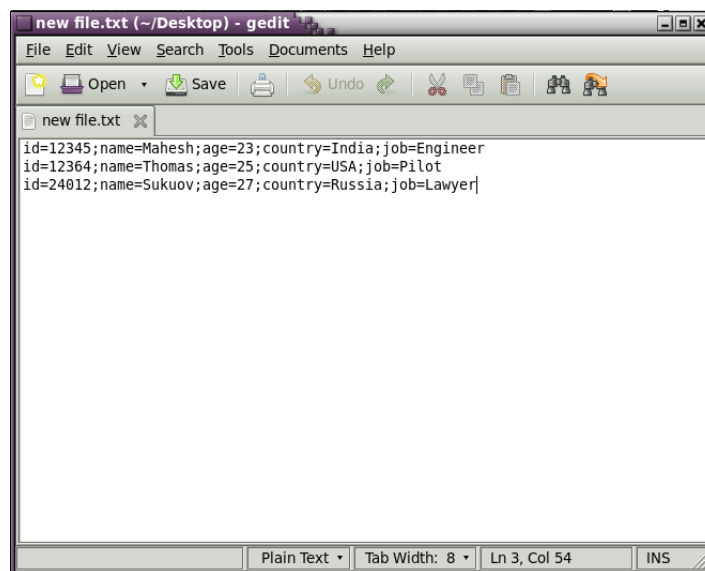 new file.txt (~/Desktop) - gedit
File Edit View Search Tools Documents Help
Open Save Undo
new file.txt
id=12345;name=Mahesh;age=23;country=India;job=Engineer
id=12364;name=Thomas;age=25;country=USA;job=Pilot
id=24012;name=Sukuov;age=27;country=Russia;job=Lawyer
Plain Text Tab Width: 8 Ln 3, Col 54 INS